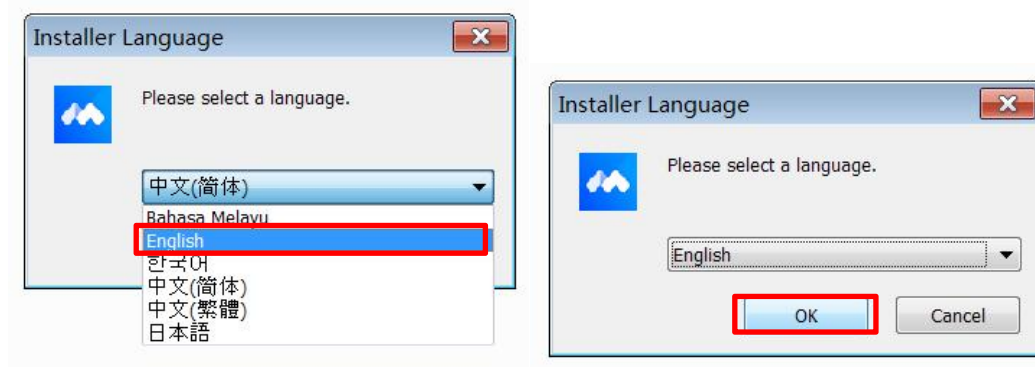 Installer Language
Please select a language.
中文(简体)
Bahasa Melayu
English
한국어
中文(简体)
中文(繁體)
日本語
Installer Language
Please select a language.
English
OK
Cancel